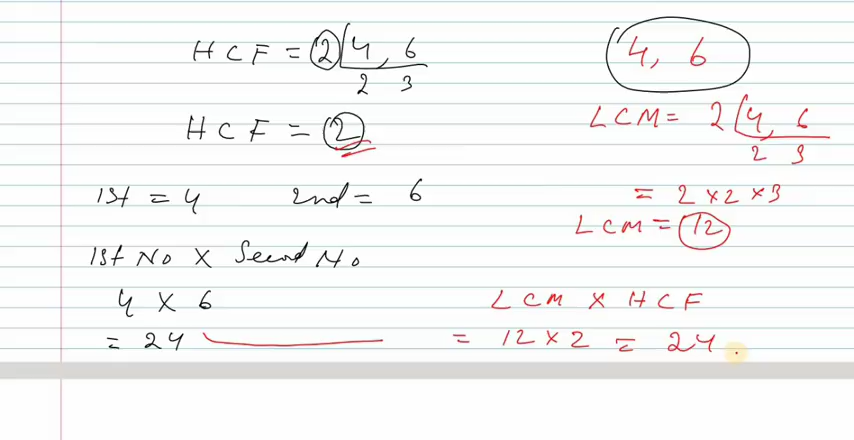 HCF = 2 | 4, 6
2 3
HCF = 2
1st = 4 2nd = 6
1st No X Second No
4 X 6
= 24
4, 6
LCM = 2 | 4, 6
2 3
= 2 x 2 x 3
LCM = 12
LCM X HCF
= 12 x 2 = 24